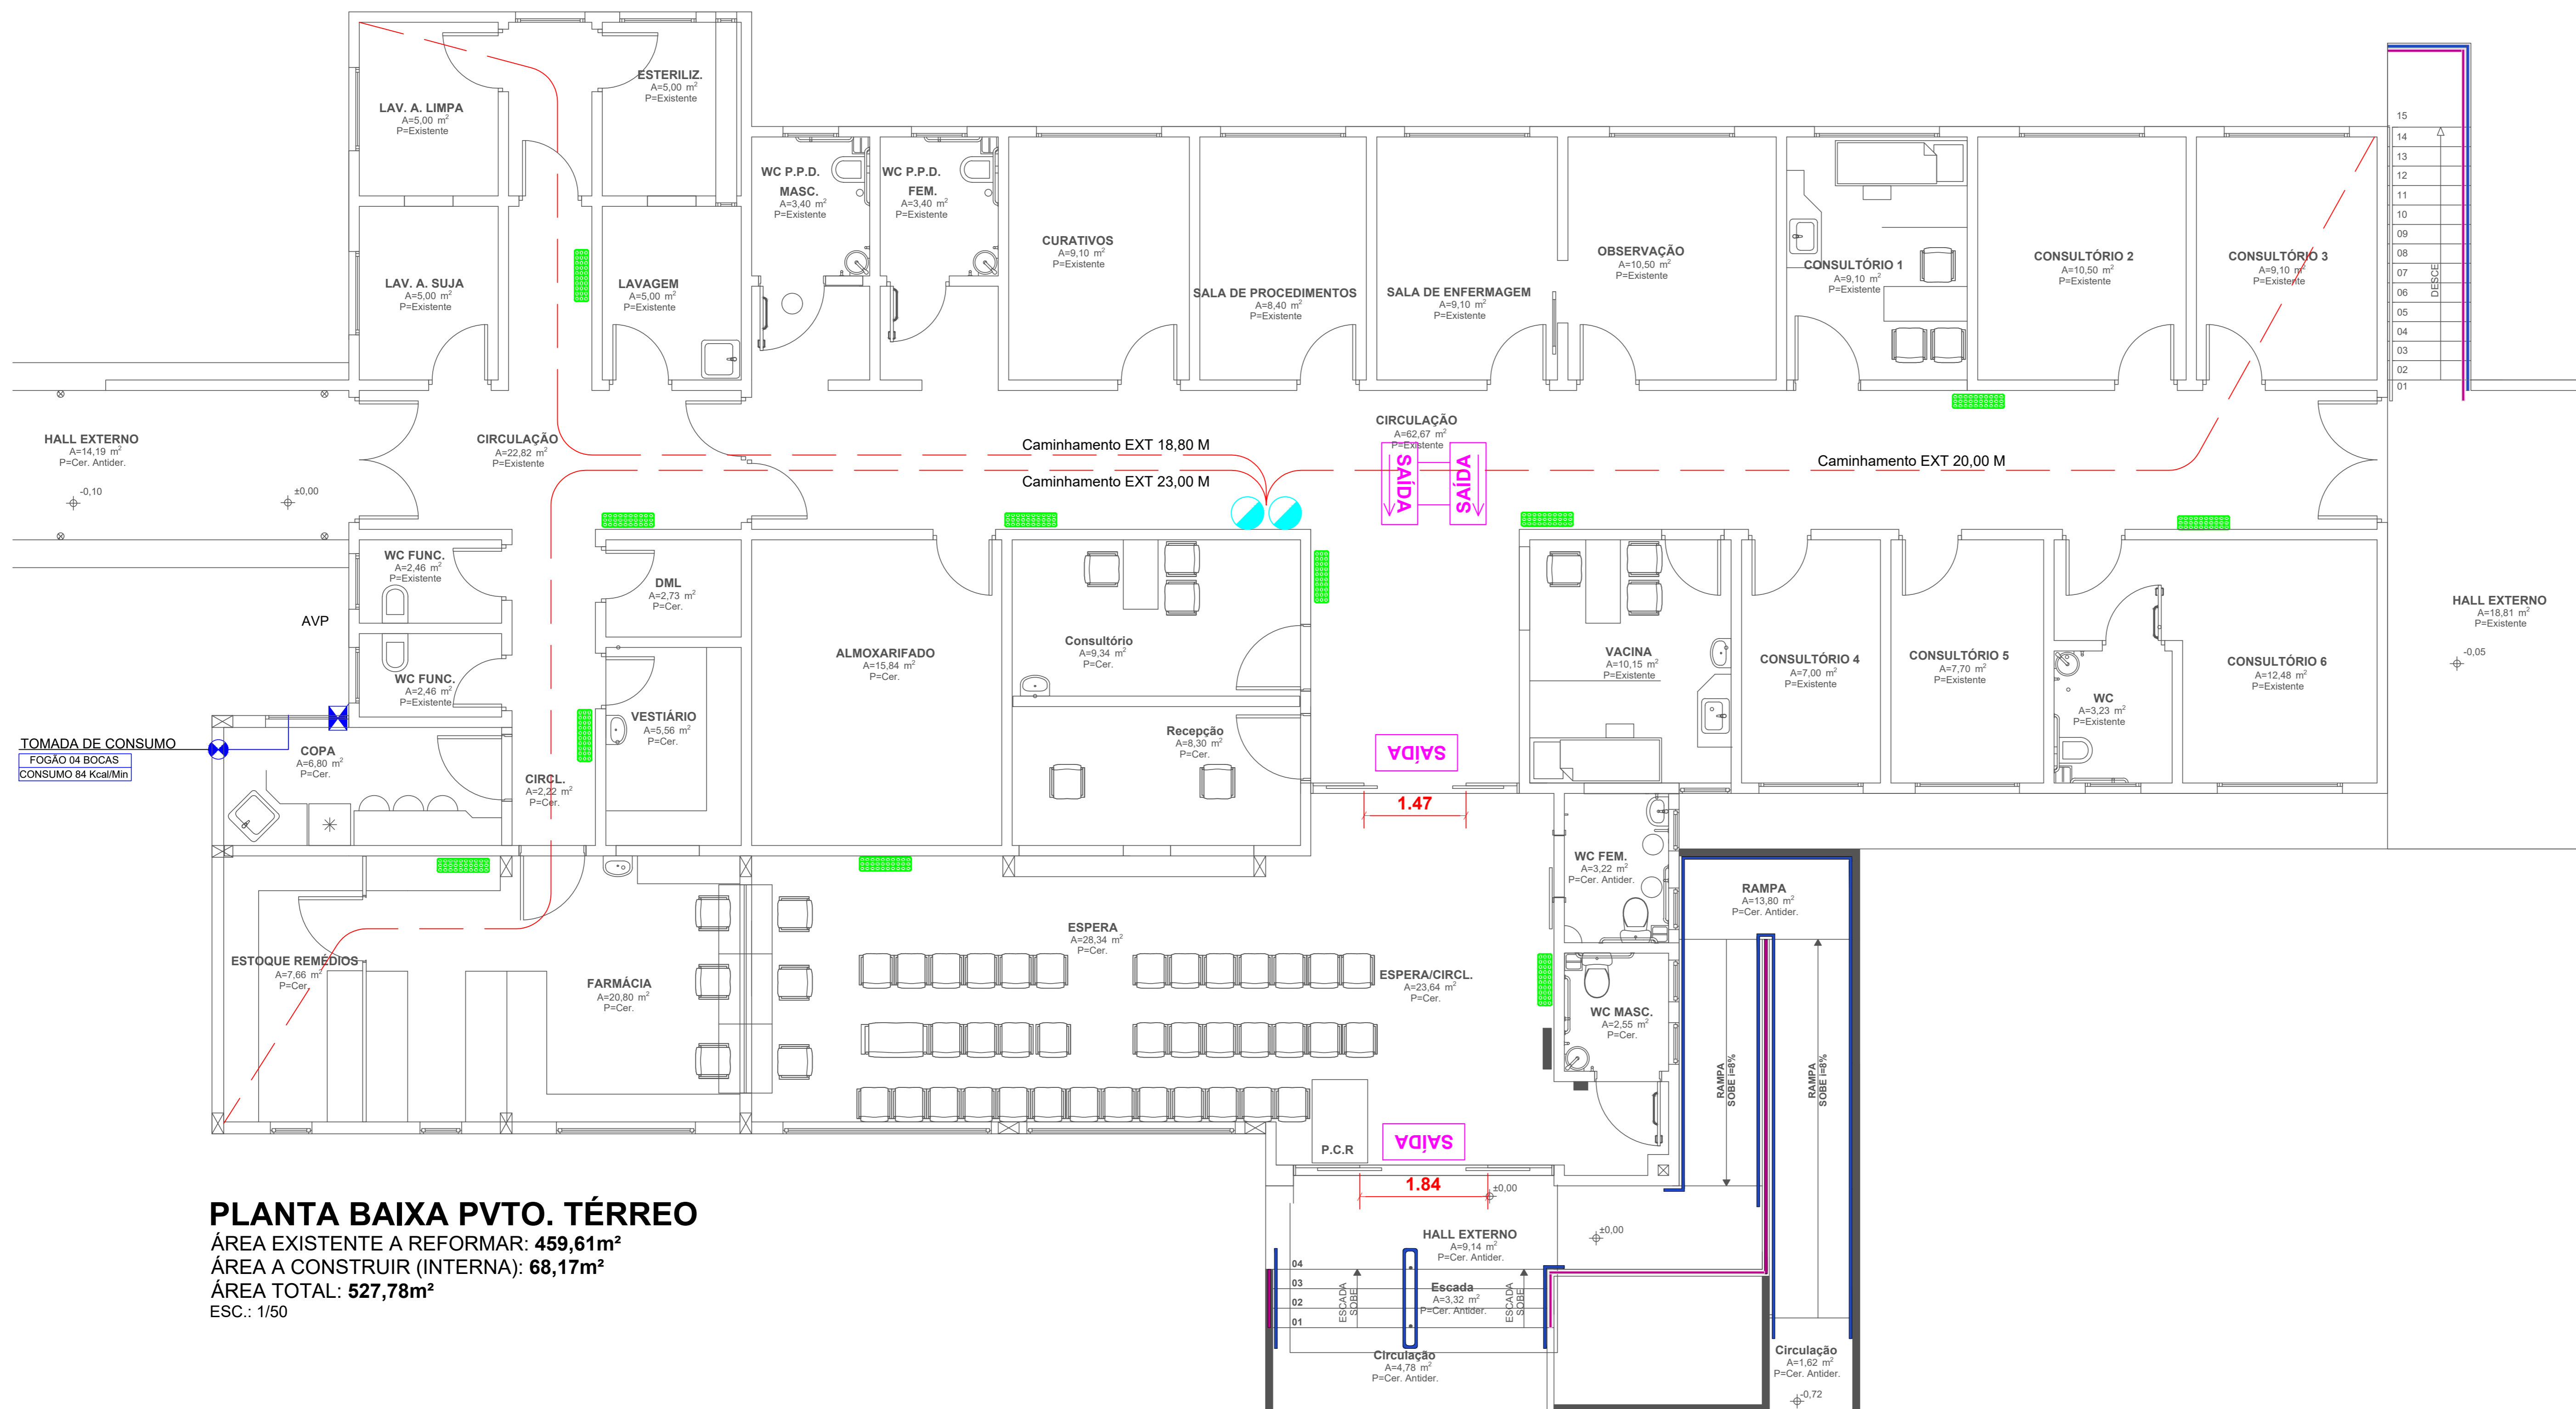 LAV. A. LIMPA
A=5,00 m²
P=Existente
ESTERILIZ.
A=5,00 m²
P=Existente
LAV. A. SUJA
A=5,00 m²
P=Existente
LAVAGEM
A=5,00 m²
P=Existente
WC P.P.D.
MASC.
A=3,40 m²
P=Existente
WC P.P.D.
FEM.
A=3,40 m²
P=Existente
CURATIVOS
A=9,10 m²
P=Existente
SALA DE PROCEDIMENTOS
A=8,40 m²
P=Existente
SALA DE ENFERMAGEM
A=9,10 m²
P=Existente
OBSERVAÇÃO
A=10,50 m²
P=Existente
CONSULTÓRIO 1
A=9,10 m²
P=Existente
CONSULTÓRIO 2
A=10,50 m²
P=Existente
CONSULTÓRIO 3
A=9,10 m²
P=Existente
15
14
13
12
11
10
09
08
07
06
05
04
03
02
01
DESCE
HALL EXTERNO
A=14,19 m²
P=Cer. Antider.
-0,10
±0,00
CIRCULAÇÃO
A=22,82 m²
P=Existente
Caminhamento EXT 18,80 M
Caminhamento EXT 23,00 M
CIRCULAÇÃO
A=62,67 m²
P=Existente
SAÍDA
SAÍDA
Caminhamento EXT 20,00 M
HALL EXTERNO
A=18,81 m²
P=Existente
-0,05
WC FUNC.
A=2,46 m²
P=Existente
AVP
WC FUNC.
A=2,46 m²
P=Existente
DML
A=2,73 m²
P=Cer.
VESTIÁRIO
A=5,56 m²
P=Cer.
ALMOXARIFADO
A=15,84 m²
P=Cer.
Consultório
A=9,34 m²
P=Cer.
Recepção
A=8,30 m²
P=Cer.
SAÍDA
1.47
VACINA
A=10,15 m²
P=Existente
CONSULTÓRIO 4
A=7,00 m²
P=Existente
CONSULTÓRIO 5
A=7,70 m²
P=Existente
WC
A=3,23 m²
P=Existente
CONSULTÓRIO 6
A=12,48 m²
P=Existente
TOMADA DE CONSUMO
FOGÃO 04 BOCAS
CONSUMO 84 Kcal/Min
COPA
A=6,80 m²
P=Cer.
CIRCL.
A=2,22 m²
P=Cer.
ESTOQUE REMÉDIOS
A=7,66 m²
P=Cer.
FARMÁCIA
A=20,80 m²
P=Cer.
ESPERA
A=28,34 m²
P=Cer.
ESPERA/CIRCL.
A=23,64 m²
P=Cer.
WC FEM.
A=3,22 m²
P=Cer. Antider.
WC MASC.
A=2,55 m²
P=Cer.
RAMPA
A=13,80 m²
P=Cer. Antider.
RAMPA
SOBE i=8%
RAMPA
SOBE i=8%
P.C.R
SAÍDA
1.84
±0,00
±0,00
HALL EXTERNO
A=9,14 m²
P=Cer. Antider.
04
03
02
01
ESCADA
SOBE
Escada
A=3,32 m²
P=Cer. Antider.
ESCADA
SOBE
Circulação
A=4,78 m²
P=Cer. Antider.
Circulação
A=1,62 m²
P=Cer. Antider.
-0,72
PLANTA BAIXA PVTO. TÉRREO
ÁREA EXISTENTE A REFORMAR: 459,61m²
ÁREA A CONSTRUIR (INTERNA): 68,17m²
ÁREA TOTAL: 527,78m²
ESC.: 1/50